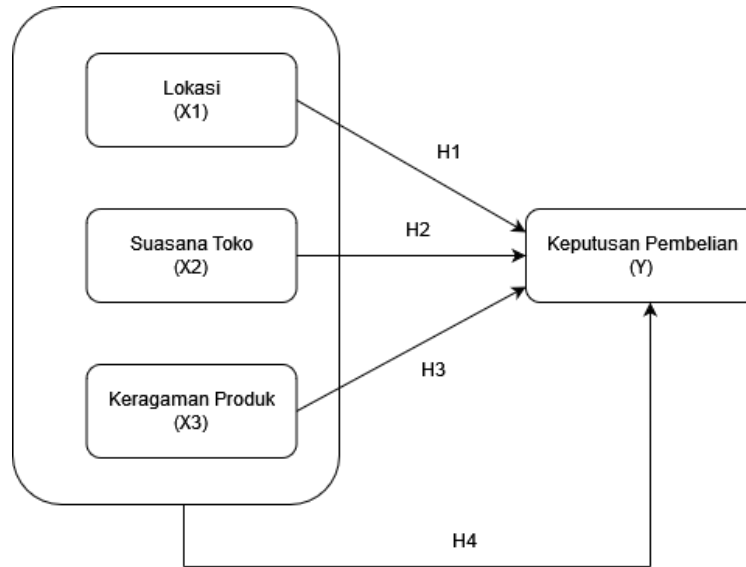 Lokasi
(X1)
H1
Suasana Toko
(X2)
H2
Keputusan Pembelian
(Y)
Keragaman Produk
(X3)
H3
H4